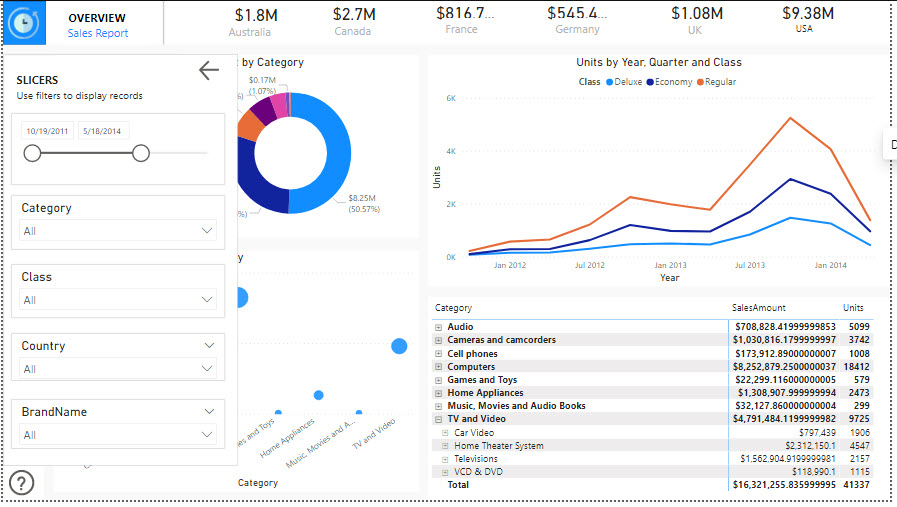 OVERVIEW
Sales Report
$1.8M
Australia
$2.7M
Canada
$816.7...
France
$545.4...
Germany
$1.08M
UK
$9.38M
USA
SLICERS
Use filters to display records
10/19/2011 5/18/2014
Category
All
Class
All
Country
All
BrandName
All
?
t by Category
$0.17M
(1.07%)
%)
%)
$8.25M
(50.57%)
y
es and Toys
Home Appliances
Music, Movies and A...
TV and Video
Category
Units by Year, Quarter and Class
Class Deluxe Economy Regular
6K
4K
2K
0K
Units
Jan 2012 Jul 2012 Jan 2013 Jul 2013 Jan 2014
Year
Category SalesAmount Units
Audio $708,828.41999999853 5099
Cameras and camcorders $1,030,816.1799999997 3742
Cell phones $173,912.89000000007 1008
Computers $8,252,879.2500000037 18412
Games and Toys $22,299.116000000005 579
Home Appliances $1,308,907.999999994 2473
Music, Movies and Audio Books $32,127.860000000004 299
TV and Video $4,791,484.1199999982 9725
Car Video $797,439 1906
Home Theater System $2,312,150.1 4547
Televisions $1,562,904.9199999981 2157
VCD & DVD $118,990.1 1115
Total $16,321,255.835999995 41337